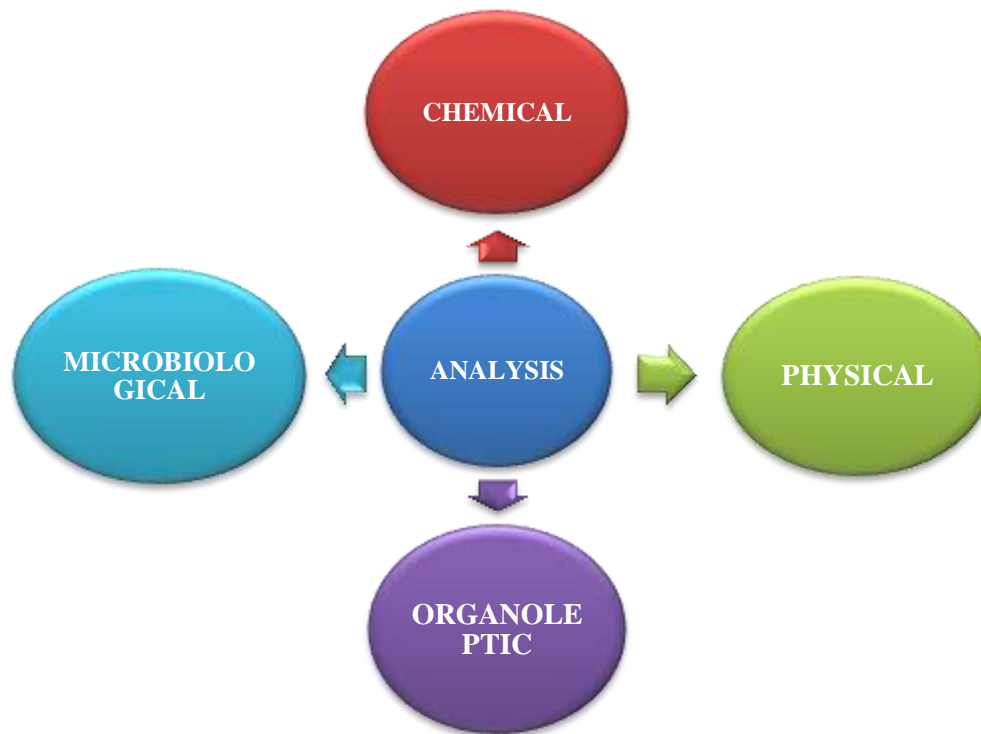 CHEMICAL
MICROBIOLO
GICAL
ANALYSIS
PHYSICAL
ORGANOLE
PTIC